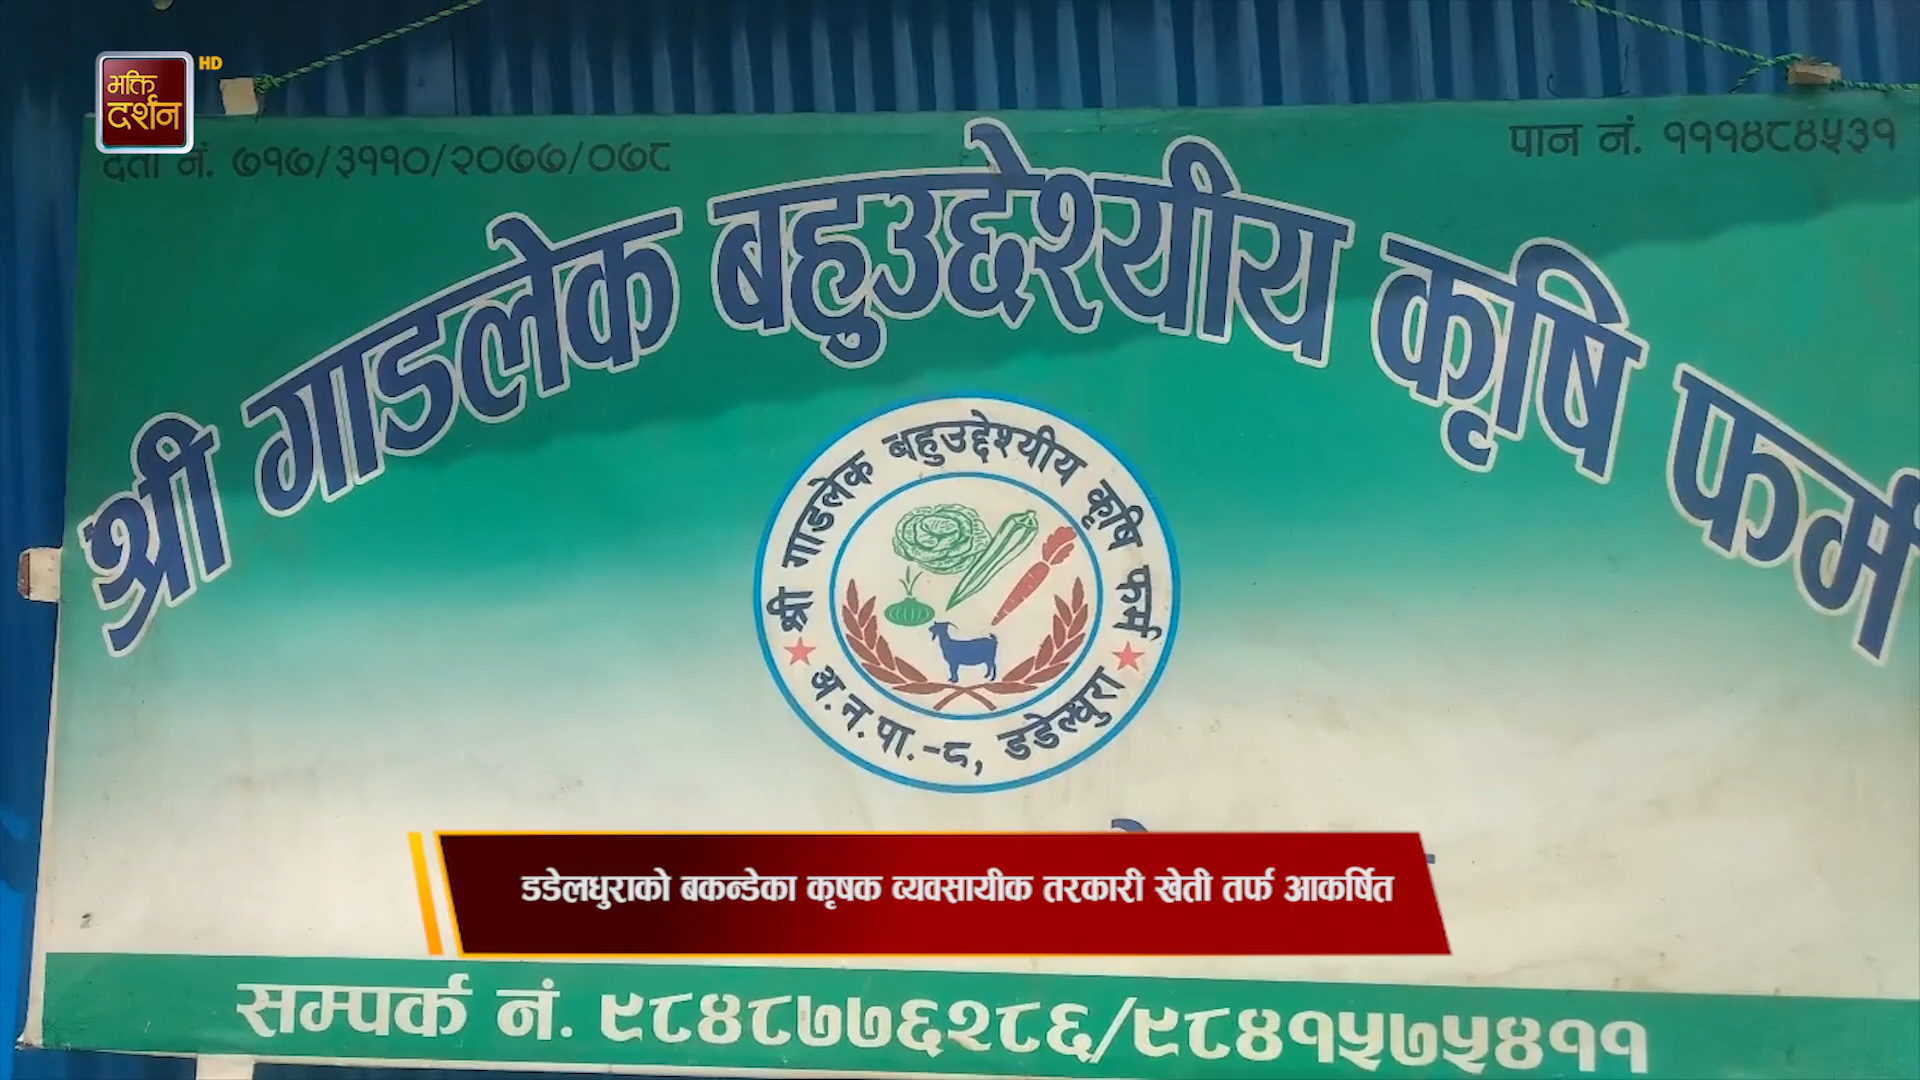 भक्ति
दर्शन
HD
दर्ता नं. ७१७/३११०/२०७७/०७८
पान नं. १११४८४५३१
श्री गाडलेक बहुउद्देश्यीय कृषि फर्म
श्री गाडलेक बहुउद्देश्यीय कृषि फर्म
अ.न.पा.-८, डडेल्धुरा
डडेलधुराको बकन्डेका कृषक व्यवसायीक तरकारी खेती तर्फ आकर्षित
सम्पर्क नं. ९८४८७७६२८६/९८४१५७५४११